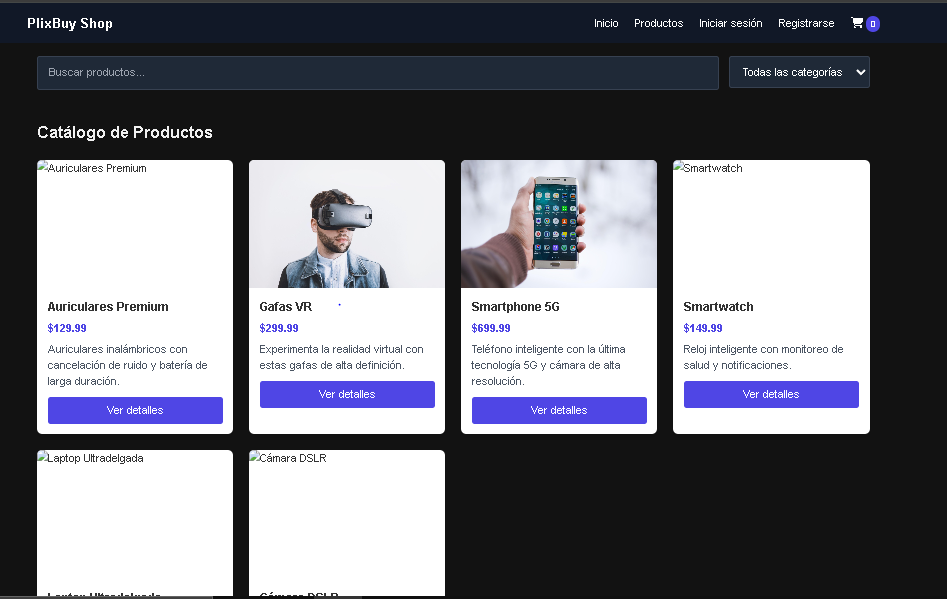 PlixBuy Shop
Inicio Productos Iniciar sesión Registrarse 0
Buscar productos...
Todas las categorías
Catálogo de Productos
Auriculares Premium
Smartwatch
Auriculares Premium
$129.99
Auriculares inalámbricos con
cancelación de ruido y batería de
larga duración.
Ver detalles
Gafas VR
$299.99
Experimenta la realidad virtual con
estas gafas de alta definición.
Ver detalles
Smartphone 5G
$699.99
Teléfono inteligente con la última
tecnología 5G y cámara de alta
resolución.
Ver detalles
Smartwatch
$149.99
Reloj inteligente con monitoreo de
salud y notificaciones.
Ver detalles
Laptop Ultradelgada
Cámara DSLR
Laptop Ultradelgada
Cámara DSLR